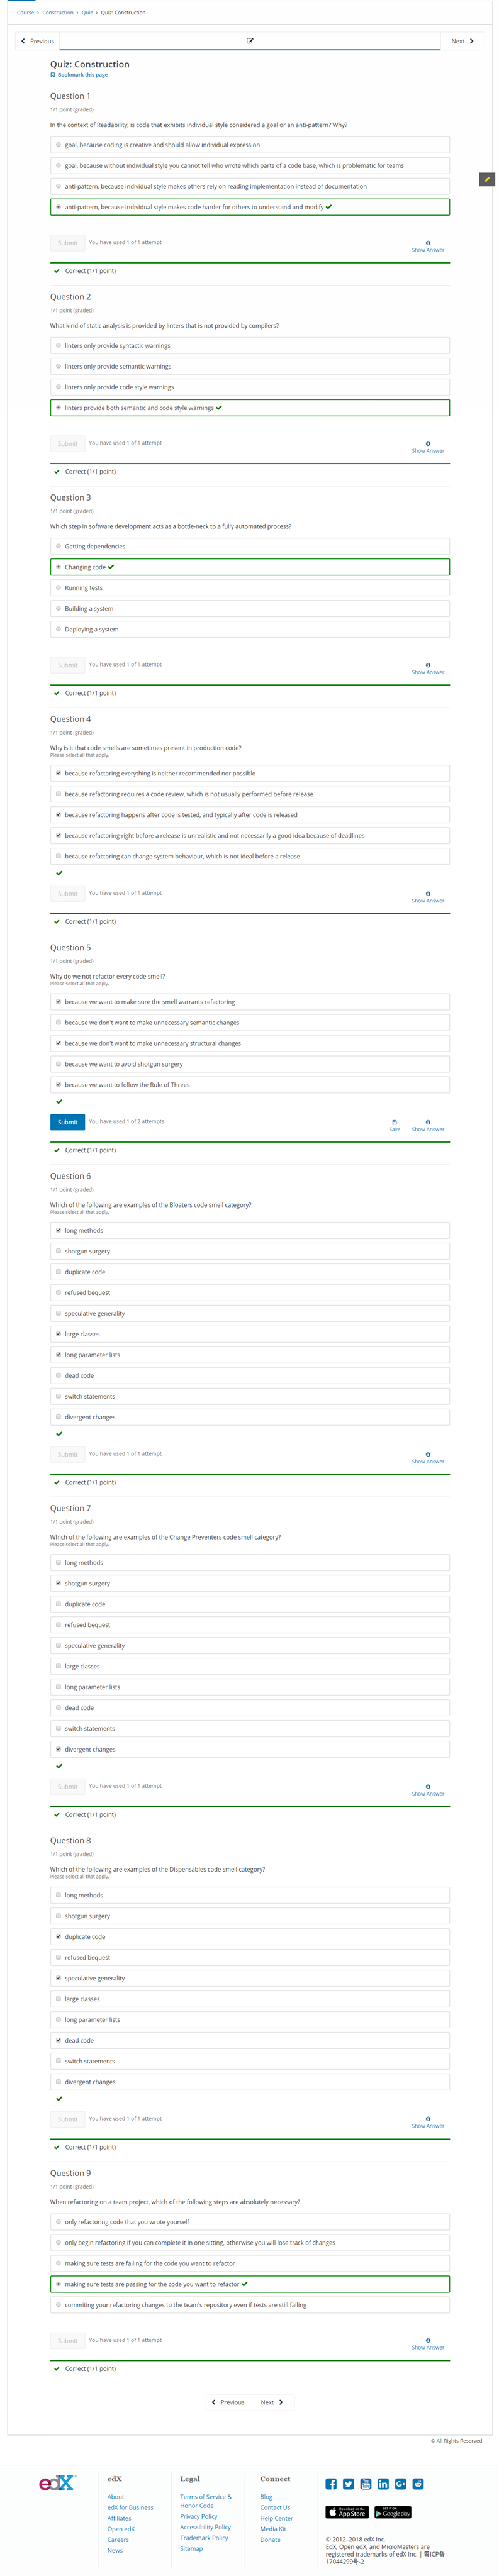 Course › Construction › Quiz › Quiz: Construction
Previous
Next
Quiz: Construction
Bookmark this page
Question 1
1/1 point (graded)
In the context of Readability, is code that exhibits individual style considered a goal or an anti-pattern? Why?
goal, because coding is creative and should allow individual expression
goal, because without individual style you cannot tell who wrote which parts of a code base, which is problematic for teams
anti-pattern, because individual style makes others rely on reading implementation instead of documentation
anti-pattern, because individual style makes code harder for others to understand and modify
Submit You have used 1 of 1 attempt
Show Answer
Correct (1/1 point)
Question 2
1/1 point (graded)
What kind of static analysis is provided by linters that is not provided by compilers?
linters only provide syntactic warnings
linters only provide semantic warnings
linters only provide code style warnings
linters provide both semantic and code style warnings
Submit You have used 1 of 1 attempt
Show Answer
Correct (1/1 point)
Question 3
1/1 point (graded)
Which step in software development acts as a bottle-neck to a fully automated process?
Getting dependencies
Changing code
Running tests
Building a system
Deploying a system
Submit You have used 1 of 1 attempt
Show Answer
Correct (1/1 point)
Question 4
1/1 point (graded)
Why is it that code smells are sometimes present in production code?
Please select all that apply.
because refactoring everything is neither recommended nor possible
because refactoring requires a code review, which is not usually performed before release
because refactoring happens after code is tested, and typically after code is released
because refactoring right before a release is unrealistic and not necessarily a good idea because of deadlines
because refactoring can change system behaviour, which is not ideal before a release
Submit You have used 1 of 1 attempt
Show Answer
Correct (1/1 point)
Question 5
1/1 point (graded)
Why do we not refactor every code smell?
Please select all that apply.
because we want to make sure the smell warrants refactoring
because we don't want to make unnecessary semantic changes
because we don't want to make unnecessary structural changes
because we want to avoid shotgun surgery
because we want to follow the Rule of Threes
Submit You have used 1 of 2 attempts
Save Show Answer
Correct (1/1 point)
Question 6
1/1 point (graded)
Which of the following are examples of the Bloaters code smell category?
Please select all that apply.
long methods
shotgun surgery
duplicate code
refused bequest
speculative generality
large classes
long parameter lists
dead code
switch statements
divergent changes
Submit You have used 1 of 1 attempt
Show Answer
Correct (1/1 point)
Question 7
1/1 point (graded)
Which of the following are examples of the Change Preventers code smell category?
Please select all that apply.
long methods
shotgun surgery
duplicate code
refused bequest
speculative generality
large classes
long parameter lists
dead code
switch statements
divergent changes
Submit You have used 1 of 1 attempt
Show Answer
Correct (1/1 point)
Question 8
1/1 point (graded)
Which of the following are examples of the Dispensables code smell category?
Please select all that apply.
long methods
shotgun surgery
duplicate code
refused bequest
speculative generality
large classes
long parameter lists
dead code
switch statements
divergent changes
Submit You have used 1 of 1 attempt
Show Answer
Correct (1/1 point)
Question 9
1/1 point (graded)
When refactoring on a team project, which of the following steps are absolutely necessary?
only refactoring code that you wrote yourself
only begin refactoring if you can complete it in one sitting, otherwise you will lose track of changes
making sure tests are failing for the code you want to refactor
making sure tests are passing for the code you want to refactor
commiting your refactoring changes to the team's repository even if tests are still failing
Submit You have used 1 of 1 attempt
Show Answer
Correct (1/1 point)
Previous Next
© All Rights Reserved
edX
edX
About
edX for Business
Affiliates
Open edX
Careers
News
Legal
Terms of Service &
Honor Code
Privacy Policy
Accessibility Policy
Trademark Policy
Sitemap
Connect
Blog
Contact Us
Help Center
Media Kit
Donate
App Store
Google play
© 2012–2018 edX Inc.
EdX, Open edX, and MicroMasters are
registered trademarks of edX Inc. | 粤ICP备
17044299号-2